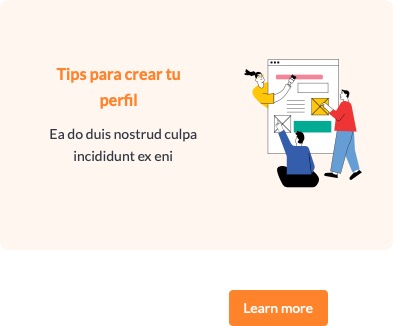 Tips para crear tu
perfil
Ea do duis nostrud culpa
incididunt ex eni
Learn more